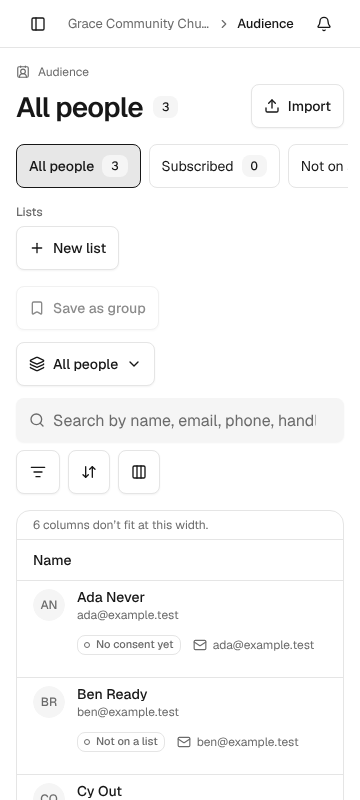 Grace Community Chu... > Audience
Audience
All people 3
Import
All people 3 Subscribed 0 Not on
Lists
New list
Save as group
All people
Search by name, email, phone, handl
6 columns don't fit at this width.
Name
AN Ada Never
ada@example.test
No consent yet ada@example.test
BR Ben Ready
ben@example.test
Not on a list ben@example.test
CO Cy Out